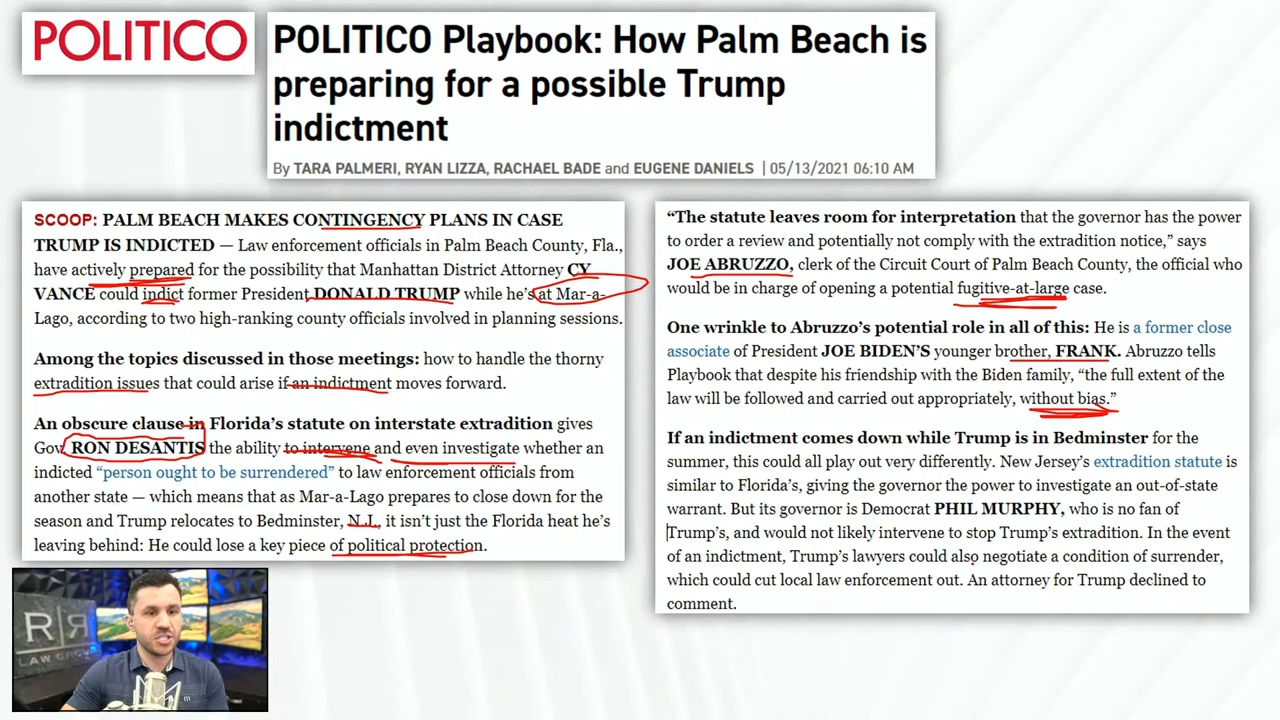 POLITICO
POLITICO Playbook: How Palm Beach is
preparing for a possible Trump
indictment
By TARA PALMERI, RYAN LIZZA, RACHAEL BADE and EUGENE DANIELS | 05/13/2021 06:10 AM
SCOOP: PALM BEACH MAKES CONTINGENCY PLANS IN CASE
TRUMP IS INDICTED — Law enforcement officials in Palm Beach County, Fla.,
have actively prepared for the possibility that Manhattan District Attorney CY
VANCE could indict former President DONALD TRUMP while he's at Mar-a-
Lago, according to two high-ranking county officials involved in planning sessions.
Among the topics discussed in those meetings: how to handle the thorny
extradition issues that could arise if an indictment moves forward.
An obscure clause in Florida's statute on interstate extradition gives
Gov. RON DESANTIS the ability to intervene and even investigate whether an
indicted “person ought to be surrendered” to law enforcement officials from
another state — which means that as Mar-a-Lago prepares to close down for the
season and Trump relocates to Bedminster, N.J., it isn't just the Florida heat he's
leaving behind: He could lose a key piece of political protection.
“The statute leaves room for interpretation that the governor has the power
to order a review and potentially not comply with the extradition notice,” says
JOE ABRUZZO, clerk of the Circuit Court of Palm Beach County, the official who
would be in charge of opening a potential fugitive-at-large case.
One wrinkle to Abruzzo's potential role in all of this: He is a former close
associate of President JOE BIDEN'S younger brother, FRANK. Abruzzo tells
Playbook that despite his friendship with the Biden family, “the full extent of the
law will be followed and carried out appropriately, without bias.”
If an indictment comes down while Trump is in Bedminster for the
summer, this could all play out very differently. New Jersey's extradition statute is
similar to Florida's, giving the governor the power to investigate an out-of-state
warrant. But its governor is Democrat PHIL MURPHY, who is no fan of
Trump's, and would not likely intervene to stop Trump's extradition. In the event
of an indictment, Trump's lawyers could also negotiate a condition of surrender,
which could cut local law enforcement out. An attorney for Trump declined to
comment.
R R
LAW GROUP